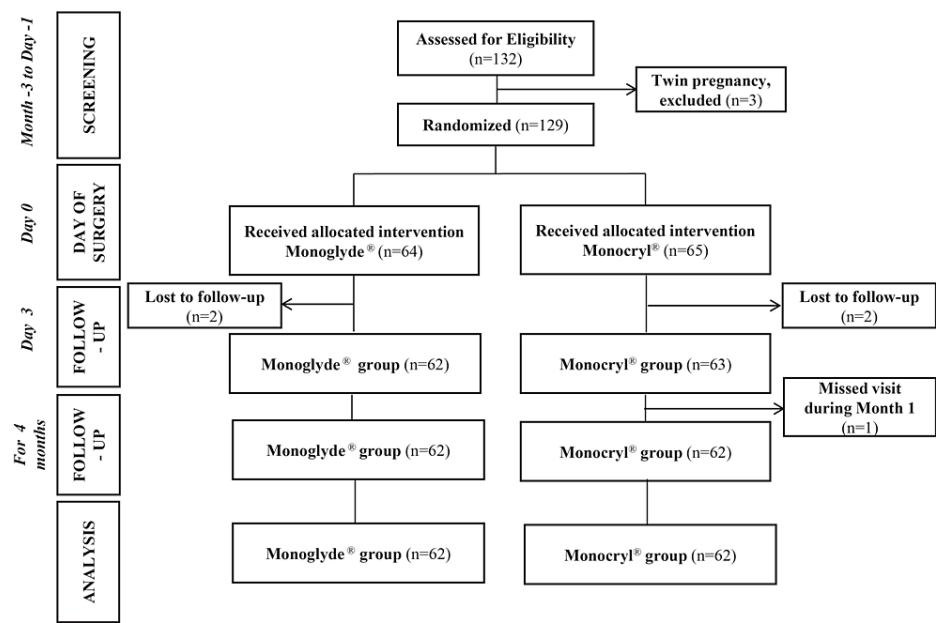 Month -3 to Day -1
SCREENING
Assessed for Eligibility
(n=132)
Twin pregnancy,
excluded (n=3)
Randomized (n=129)
Day 0
DAY OF
SURGERY
Received allocated intervention
Monoglyde® (n=64)
Received allocated intervention
Monocryl® (n=65)
Day 3
FOLLOW
- UP
Lost to follow-up
(n=2)
Lost to follow-up
(n=2)
Monoglyde® group (n=62)
Monocryl® group (n=63)
Missed visit
during Month 1
(n=1)
For 4
months
FOLLOW
- UP
Monoglyde® group (n=62)
Monocryl® group (n=62)
ANALYSIS
Monoglyde® group (n=62)
Monocryl® group (n=62)